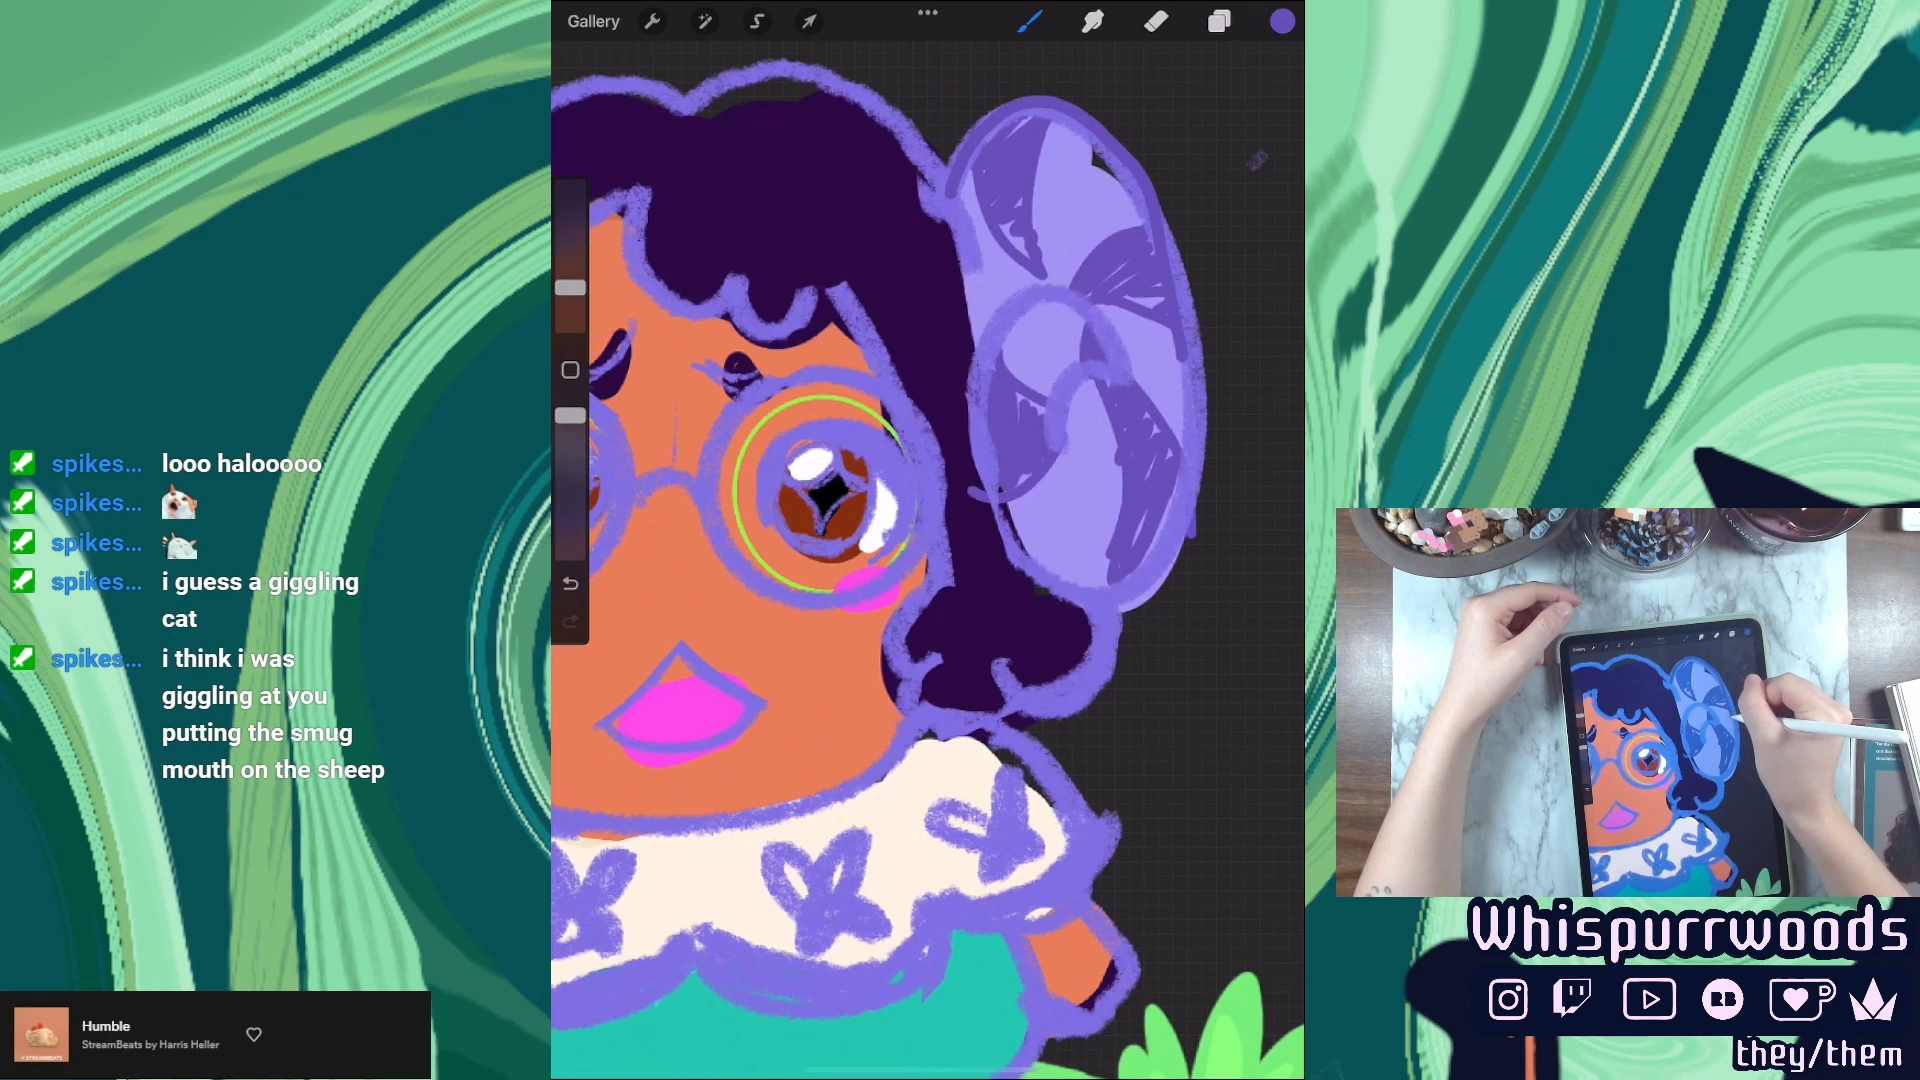 Gallery
spikes... looo halooooo
spikes...
spikes...
spikes... i guess a giggling
cat
spikes... i think i was
giggling at you
putting the smug
mouth on the sheep
Humble
StreamBeats by Harris Heller
Whispurrwoods
RB
they/them